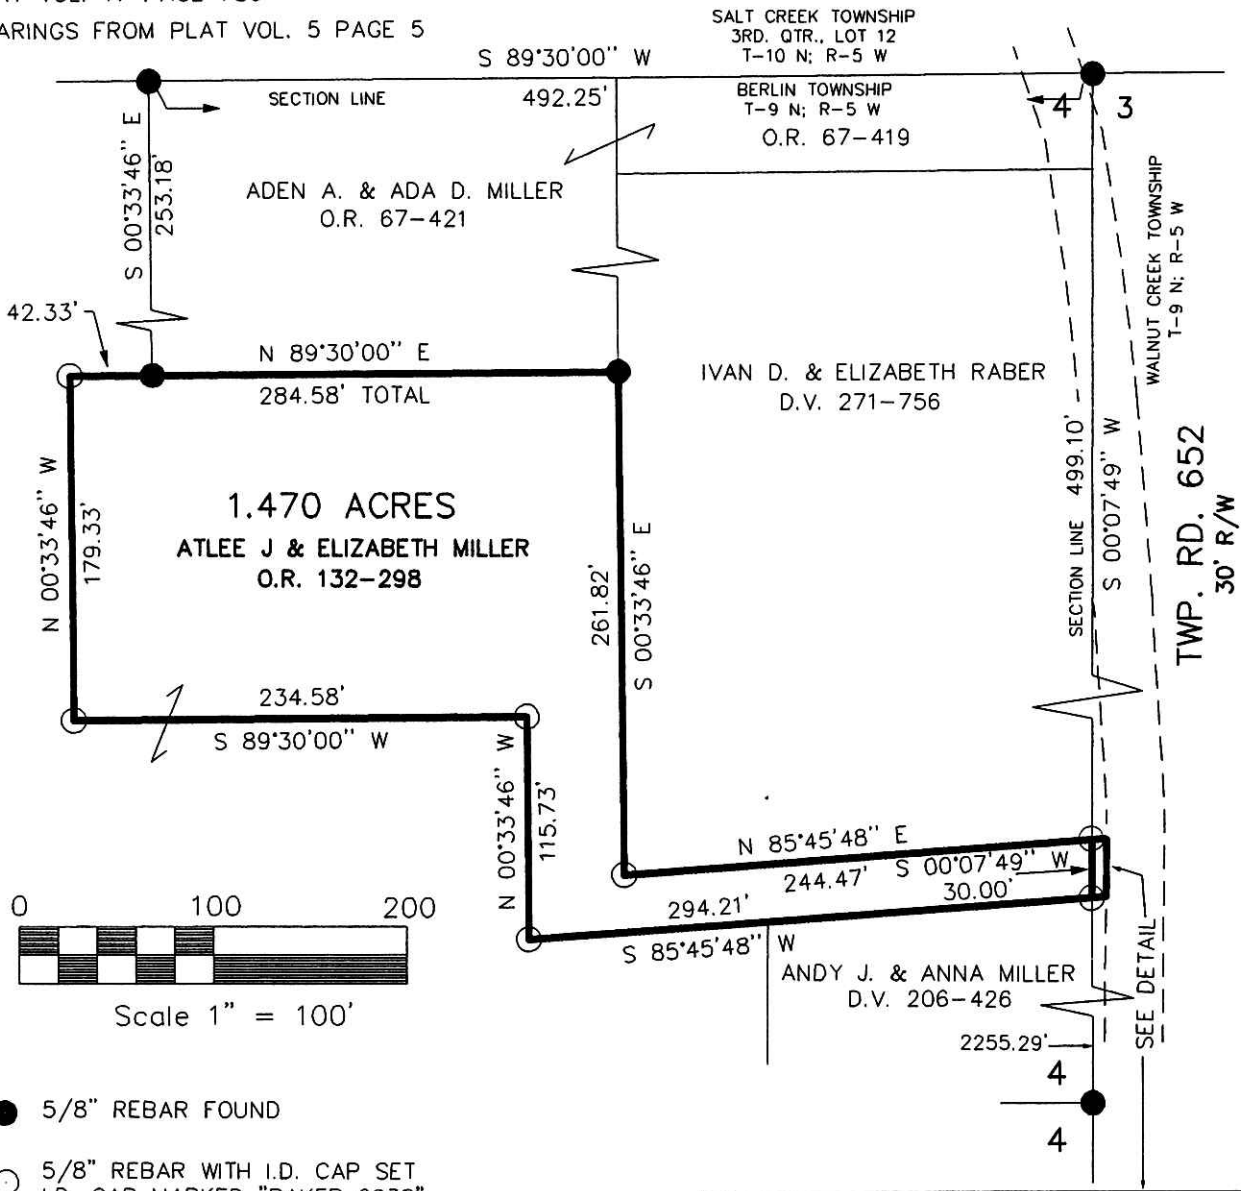 ARINGS FROM PLAT VOL. 5 PAGE 5
SALT CREEK TOWNSHIP
3RD. QTR., LOT 12
T-10 N; R-5 W
S 89°30'00" W
SECTION LINE
492.25'
BERLIN TOWNSHIP
T-9 N; R-5 W
O.R. 67-419
4
3
S 00°33'46" E
253.18'
ADEN A. & ADA D. MILLER
O.R. 67-421
WALNUT CREEK TOWNSHIP
T-9 N; R-5 W
42.33'
N 89°30'00" E
284.58' TOTAL
IVAN D. & ELIZABETH RABER
D.V. 271-756
SECTION LINE 499.10'
S 00°07'49" W
TWP. RD. 652
30' R/W
N 00°33'46" W
179.33'
1.470 ACRES
ATLEE J & ELIZABETH MILLER
O.R. 132-298
261.82'
S 00°33'46" E
234.58'
S 89°30'00" W
N 00°33'46" W
115.73'
N 85°45'48" E
244.47'
S 00°07'49" W
30.00'
294.21'
S 85°45'48" W
ANDY J. & ANNA MILLER
D.V. 206-426
SEE DETAIL
2255.29'
4
4
0 100 200
Scale 1" = 100'
5/8" REBAR FOUND
5/8" REBAR WITH I.D. CAP SET